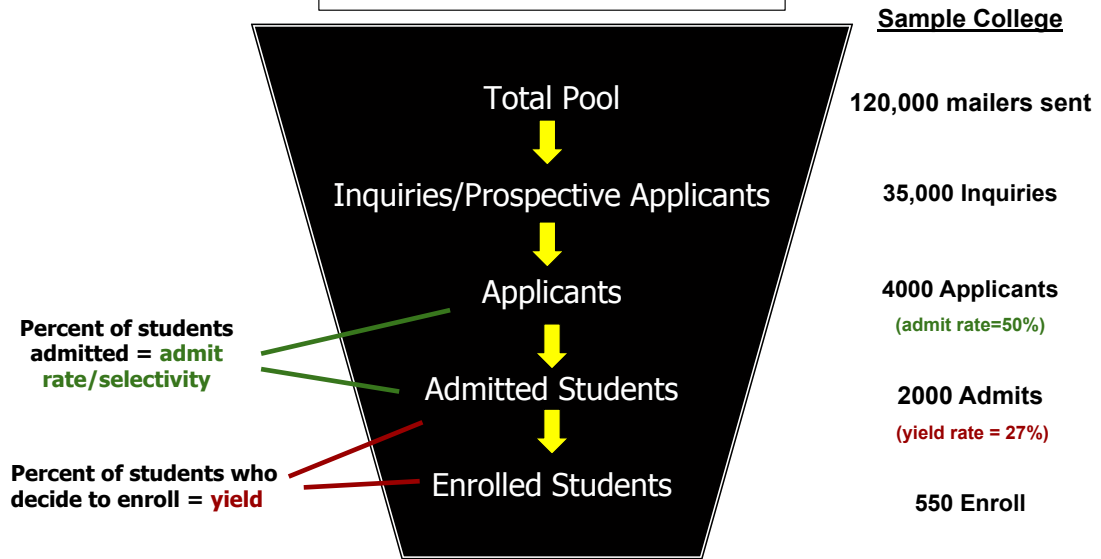 Sample College
Total Pool
120,000 mailers sent
Inquiries/Prospective Applicants
35,000 Inquiries
Applicants
4000 Applicants
(admit rate=50%)
Percent of students
admitted = admit
rate/selectivity
Admitted Students
2000 Admits
(yield rate = 27%)
Percent of students who
decide to enroll = yield
Enrolled Students
550 Enroll